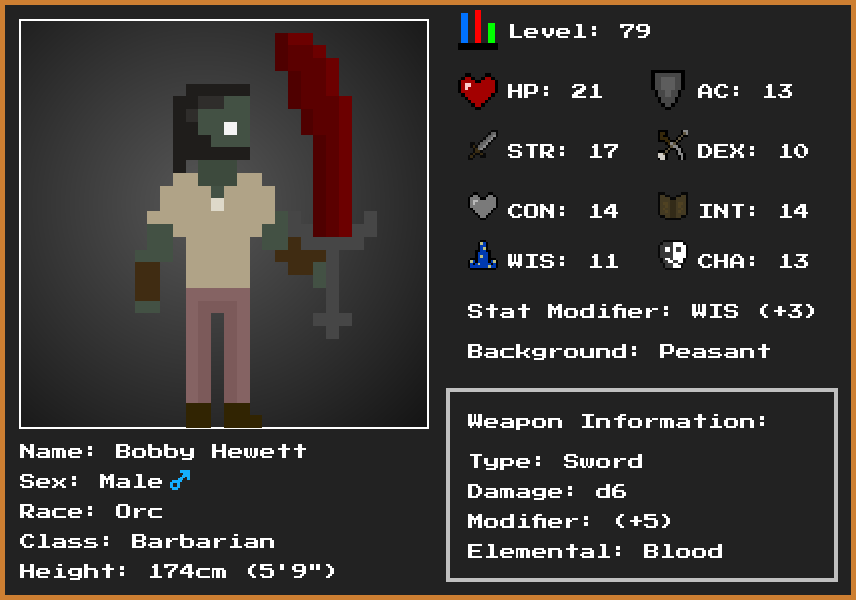 Level: 79
HP: 21
AC: 13
STR: 17
DEX: 10
CON: 14
INT: 14
WIS: 11
CHA: 13
Stat Modifier: WIS (+3)
Background: Peasant
Weapon Information:
Type: Sword
Damage: d6
Modifier: (+5)
Elemental: Blood
Name: Bobby Hewett
Sex: Male♂
Race: Orc
Class: Barbarian
Height: 174cm (5'9")